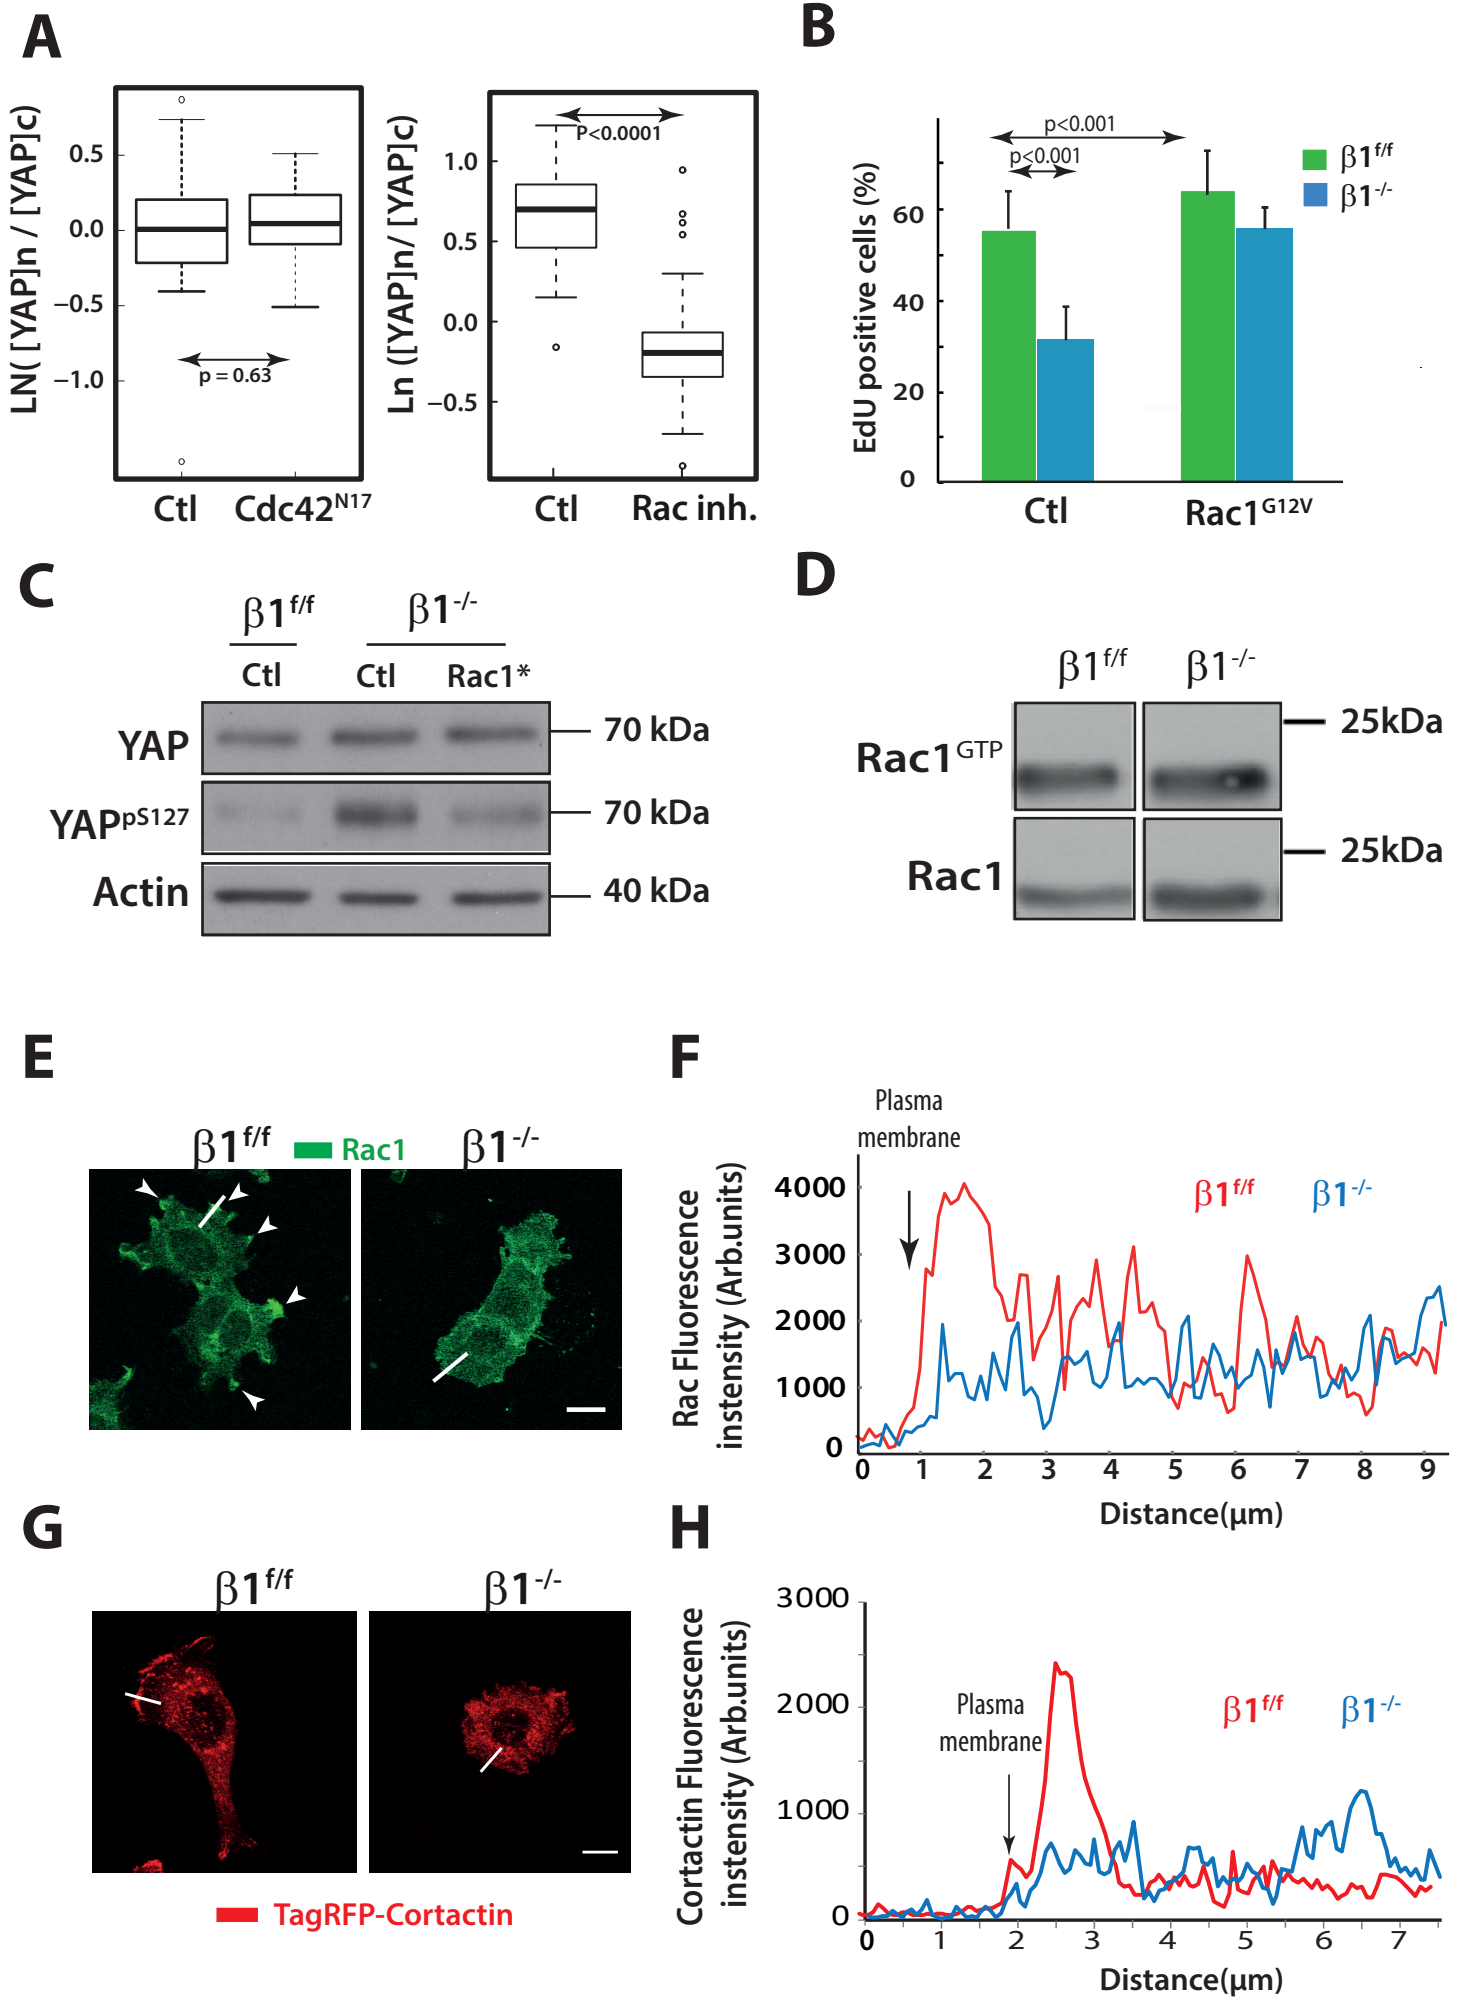 A
B
LN( [YAP]n / [YAP]c)
0.5
0.0
−0.5
−1.0
p = 0.63
Ctl
Cdc42N17
Ln ([YAP]n/ [YAP]c)
1.0
0.5
0.0
−0.5
P<0.0001
Ctl
Rac inh.
EdU positive cells (%)
60
40
20
0
p<0.001
p<0.001
β1f/f
β1-/-
Ctl
Rac1G12V
C
D
β1f/f
β1-/-
Ctl
Ctl
Rac1*
YAP
70 kDa
YAPpS127
70 kDa
Actin
40 kDa
β1f/f
β1-/-
Rac1GTP
25kDa
Rac1
25kDa
E
F
β1f/f
Rac1
β1-/-
Plasma
membrane
Rac Fluorescence
instensity (Arb.units)
4000
3000
2000
1000
0
β1f/f
β1-/-
0 1 2 3 4 5 6 7 8 9
Distance(µm)
G
H
β1f/f
β1-/-
TagRFP-Cortactin
Cortactin Fluorescence
instensity (Arb.units)
3000
2000
1000
0
Plasma
membrane
β1f/f
β1-/-
0 1 2 3 4 5 6 7
Distance(µm)